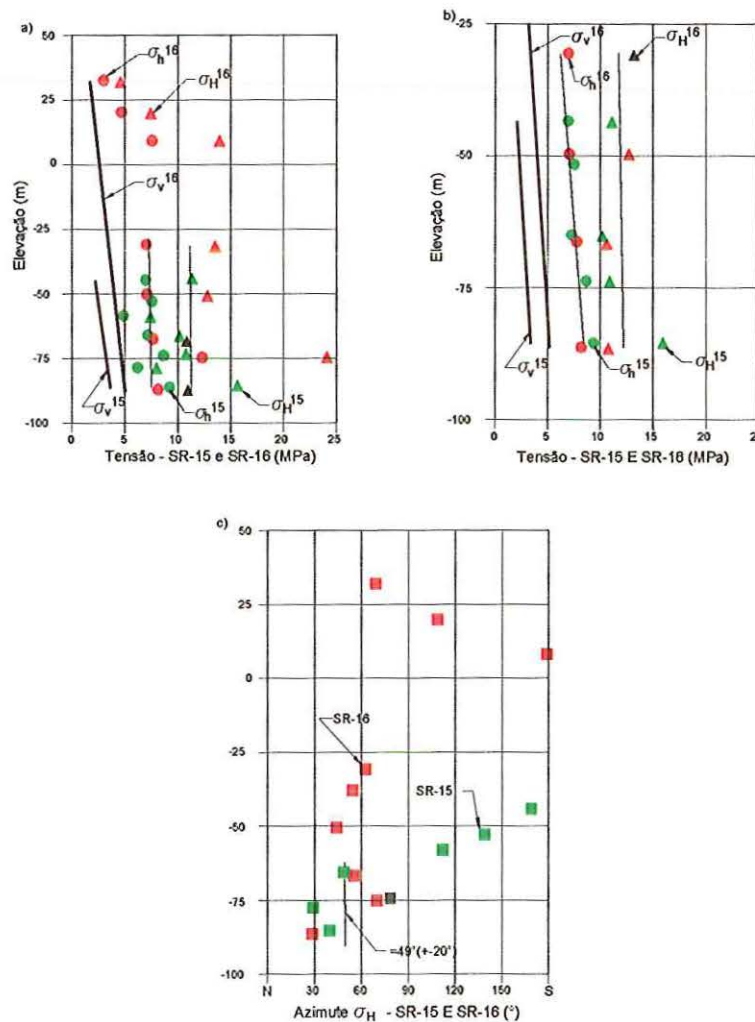 a)
50
25
0
-25
-50
-75
-100
Elevação (m)
σh16
σH16
σv16
σv15
σh15
σH15
0 5 10 15 20 25
Tensão - SR-15 e SR-16 (MPa)
b)
-25
-50
-75
-100
Elevação (m)
σv16
σH16
σh16
σv15
σh15
σH15
0 5 10 15 20 25
Tensão - SR-15 E SR-16 (MPa)
c)
50
25
0
-25
-50
-75
-100
Elevação (m)
SR-16
SR-15
=49°(+-20°)
N 30 60 90 120 150 S
Azimute σH - SR-15 E SR-16 (°)